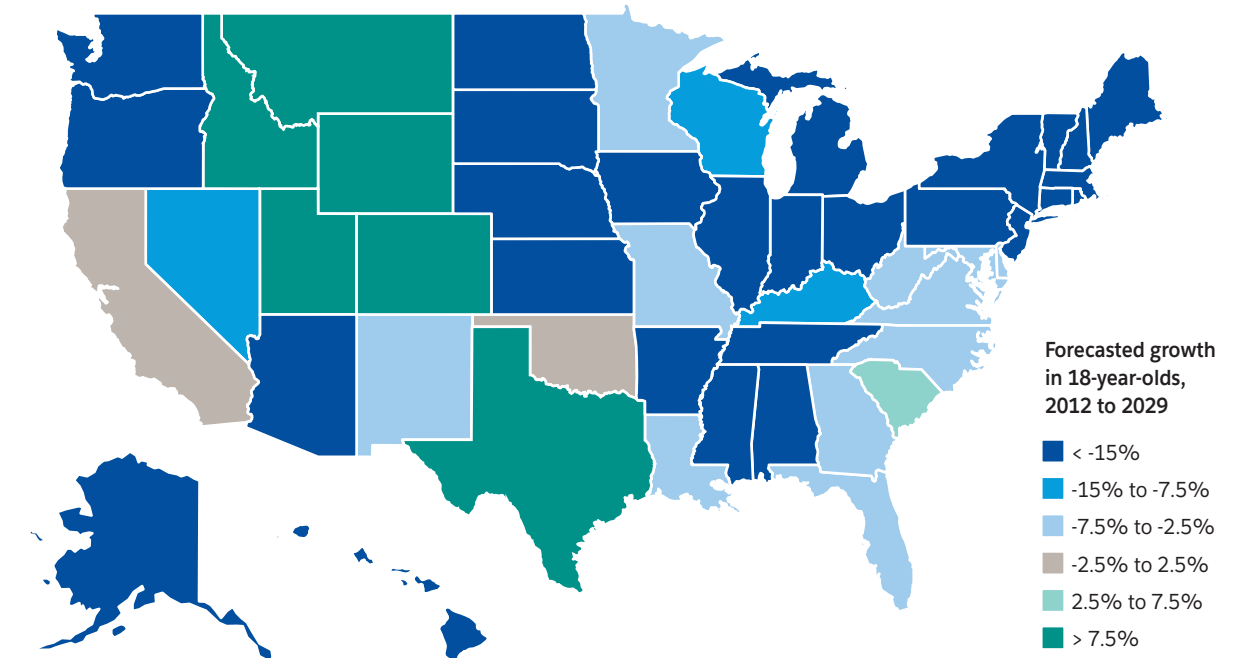 Forecasted growth
in 18-year-olds,
2012 to 2029
< -15%
-15% to -7.5%
-7.5% to -2.5%
-2.5% to 2.5%
2.5% to 7.5%
> 7.5%